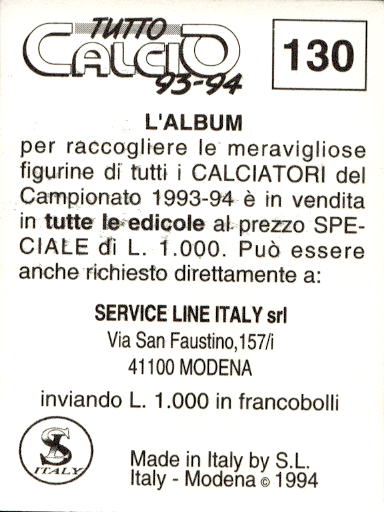 TUTTO
CALCIO
93-94
130
L'ALBUM
per raccogliere le meravigliose
figurine di tutti i CALCIATORI del
Campionato 1993-94 è in vendita
in tutte le edicole al prezzo SPE-
CIALE di L. 1.000. Può essere
anche richiesto direttamente a:
SERVICE LINE ITALY srl
Via San Faustino,157/i
41100 MODENA
inviando L. 1.000 in francobolli
SL
ITALY
Made in Italy by S.L.
Italy - Modena © 1994